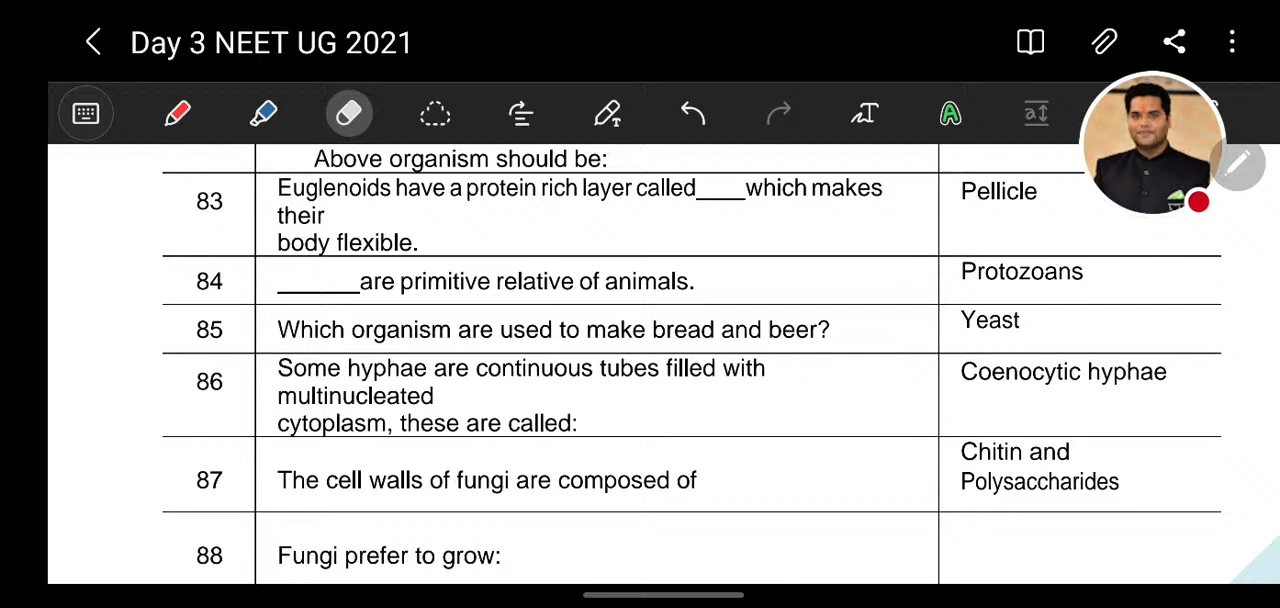 Day 3 NEET UG 2021
Above organism should be:
83
Euglenoids have a protein rich layer called____which makes
their
body flexible.
Pellicle
84
______are primitive relative of animals.
Protozoans
85
Which organism are used to make bread and beer?
Yeast
86
Some hyphae are continuous tubes filled with
multinucleated
cytoplasm, these are called:
Coenocytic hyphae
87
The cell walls of fungi are composed of
Chitin and
Polysaccharides
88
Fungi prefer to grow: